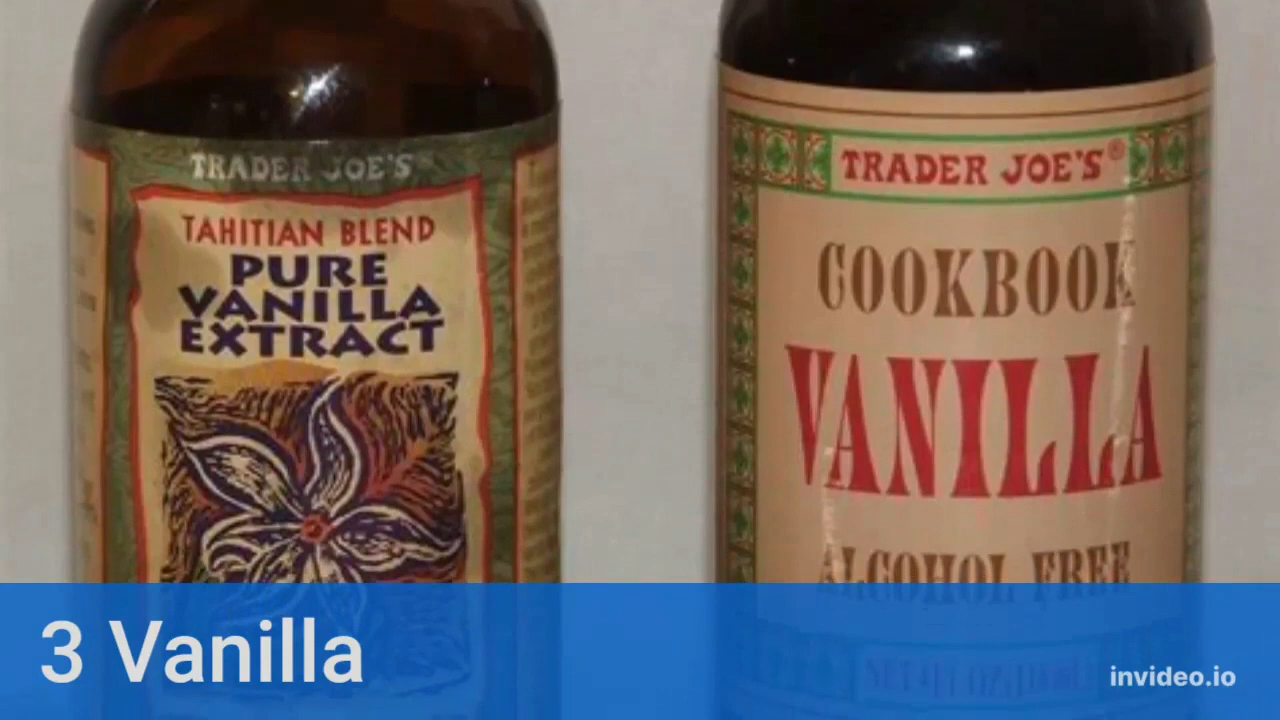 TRADER JOE'S®
TAHITIAN BLEND
PURE
VANILLA
EXTRACT
TRADER JOE'S®
COOKBOOK
VANILLA
ALCOHOL FREE
3 Vanilla
invideo.io